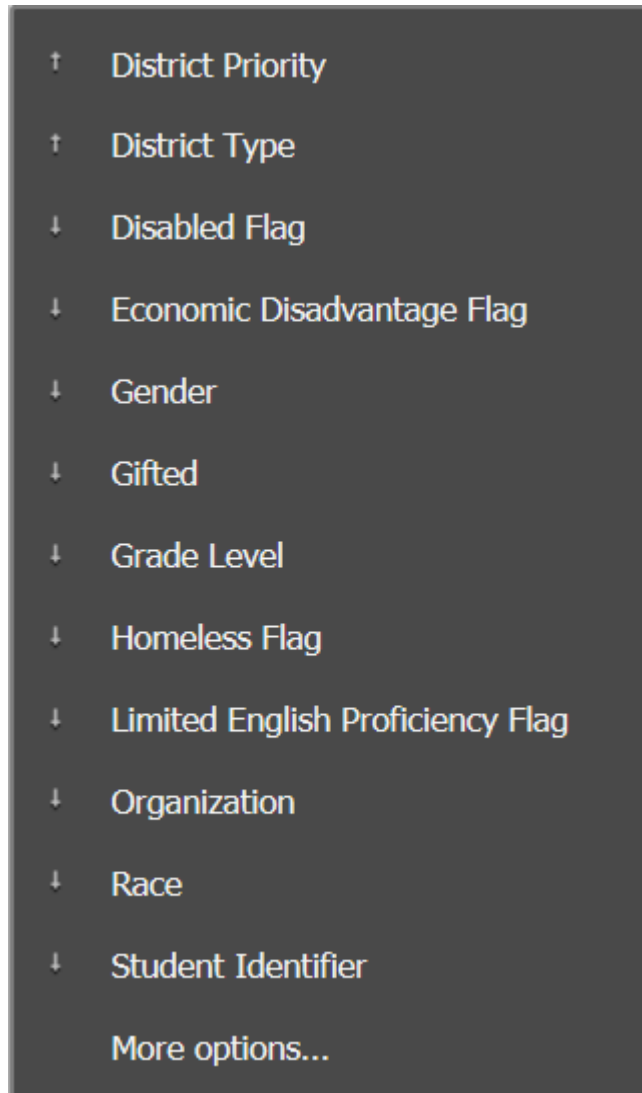 District Priority
District Type
Disabled Flag
Economic Disadvantage Flag
Gender
Gifted
Grade Level
Homeless Flag
Limited English Proficiency Flag
Organization
Race
Student Identifier
More options...